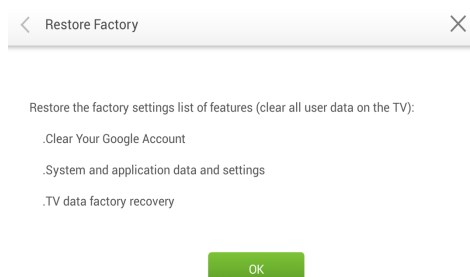 Restore Factory
Restore the factory settings list of features (clear all user data on the TV):
.Clear Your Google Account
.System and application data and settings
.TV data factory recovery
OK